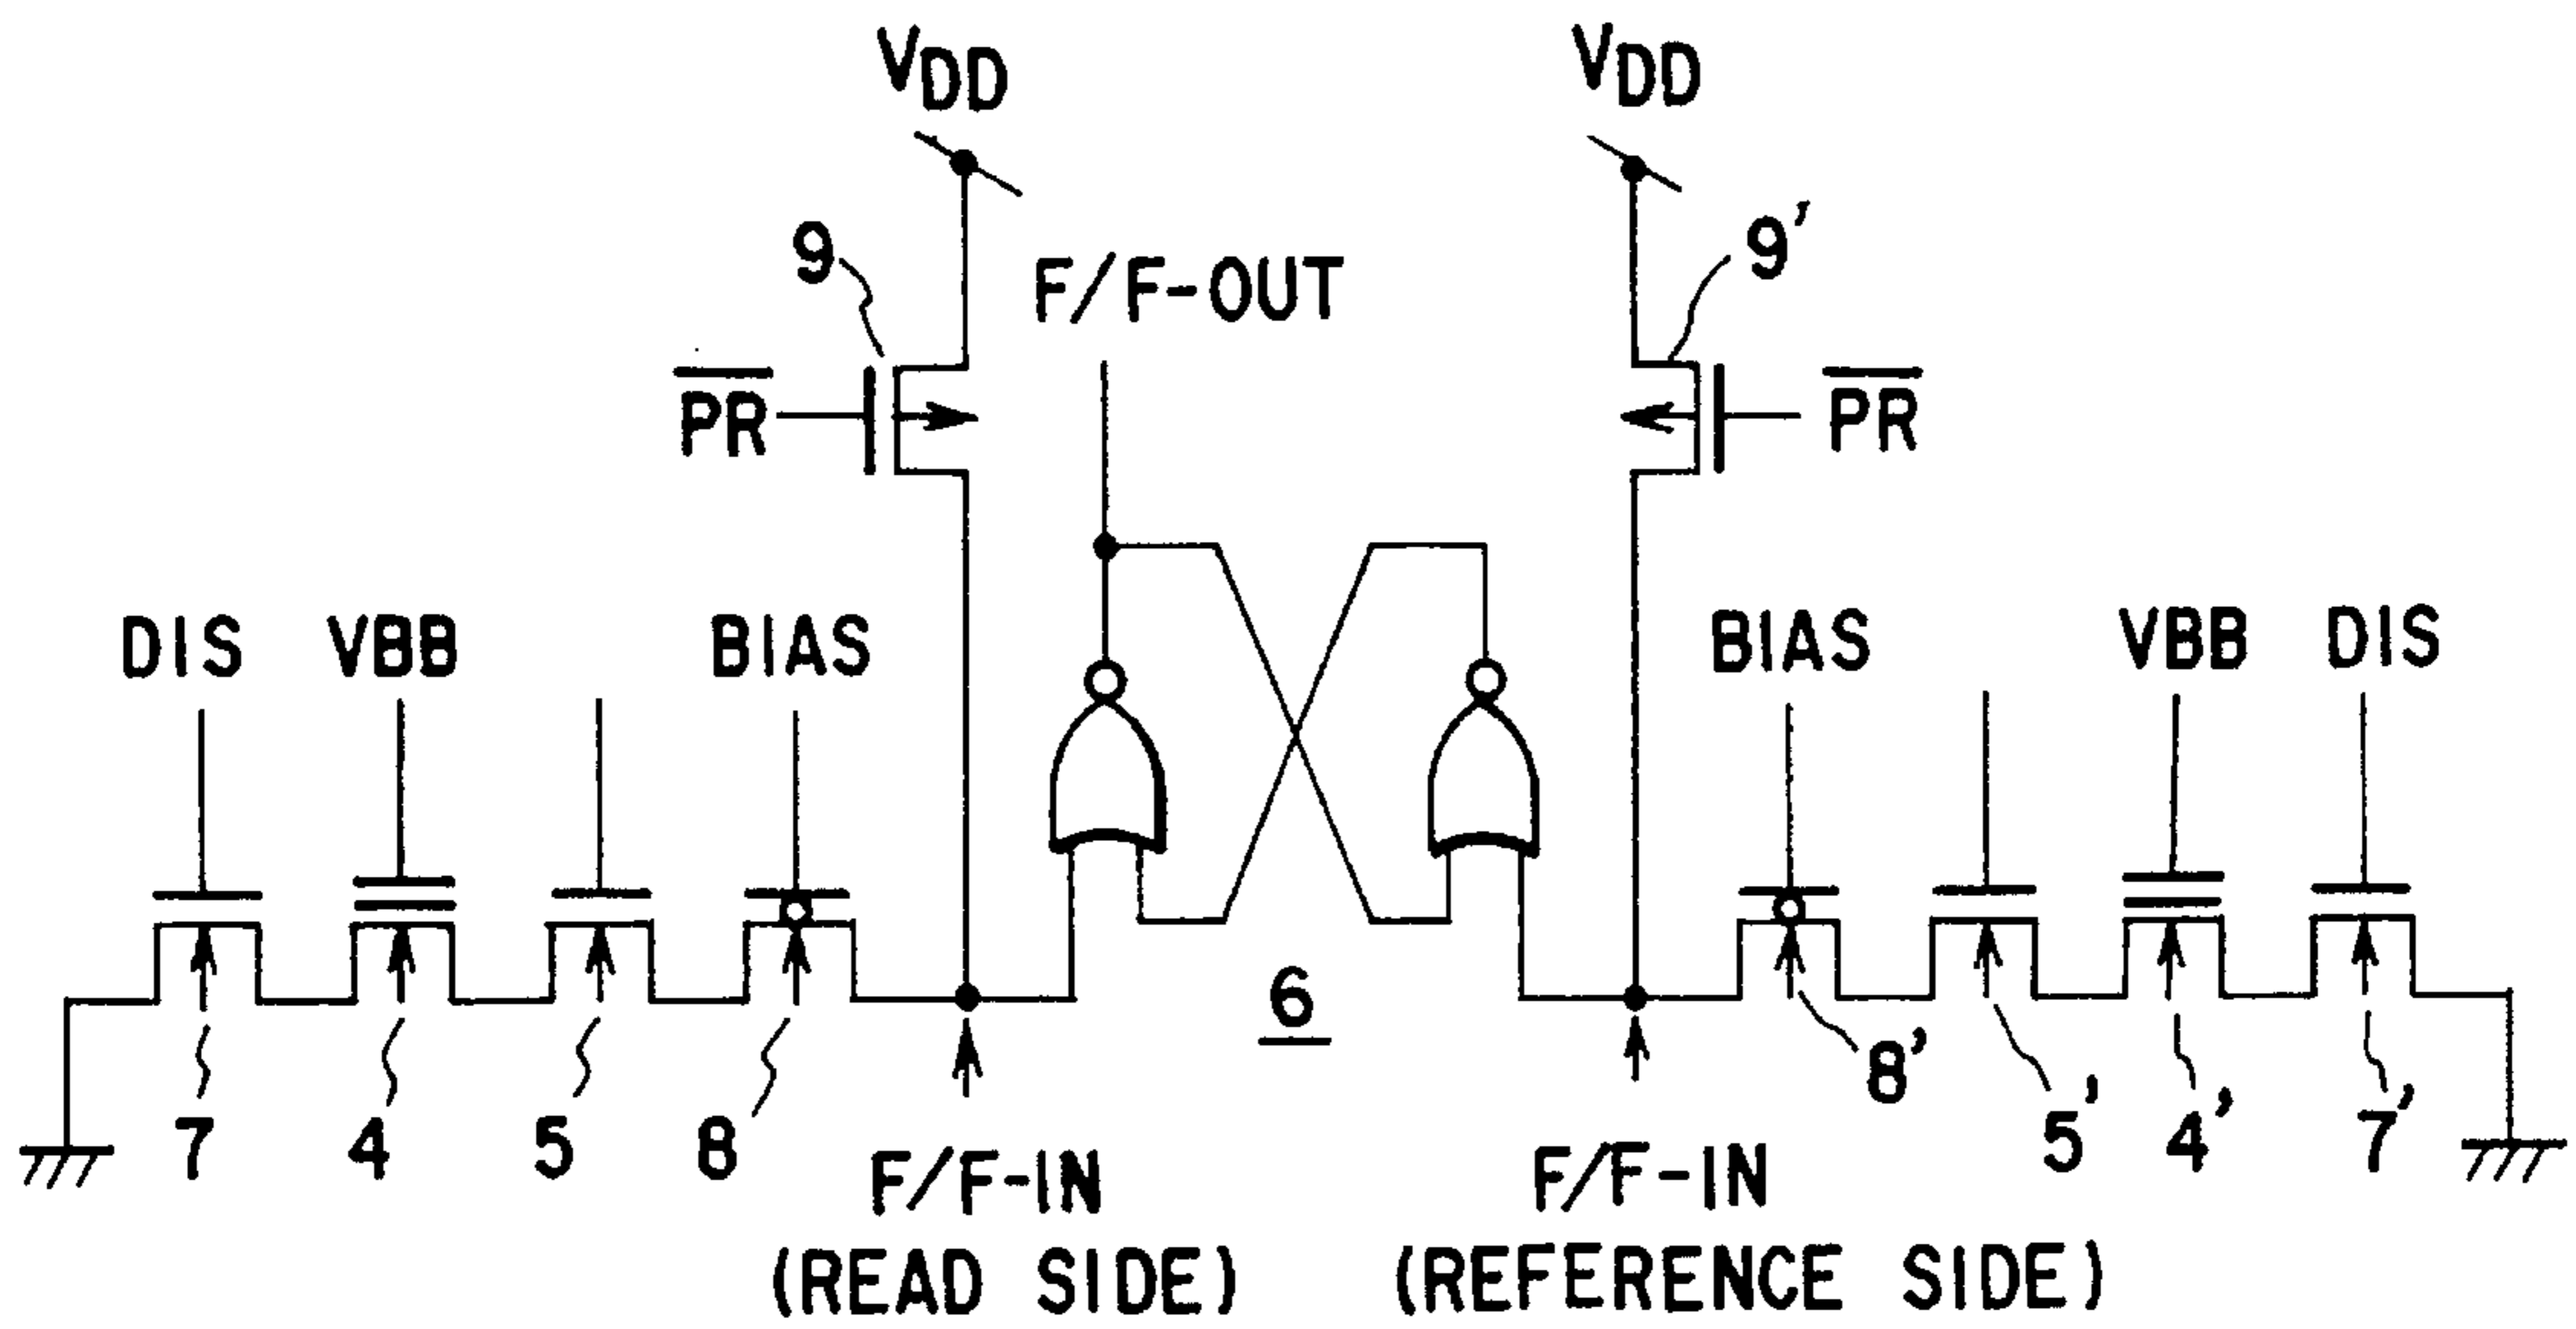 VDD VDD
9 F/F-OUT 9'
PR PR
DIS VBB BIAS BIAS VBB DIS
6
7 4 5 8 8' 5' 4' 7'
F/F-IN F/F-IN
(READ SIDE) (REFERENCE SIDE)